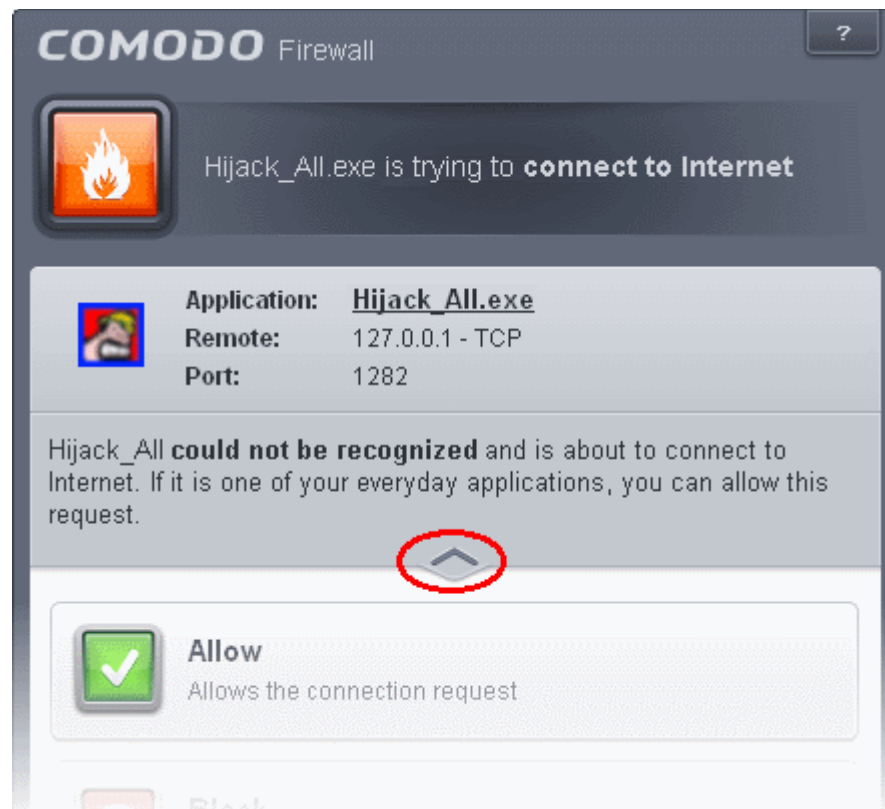 COMODO Firewall
?
Hijack_All.exe is trying to connect to Internet
Application: Hijack_All.exe
Remote: 127.0.0.1 - TCP
Port: 1282
Hijack_All could not be recognized and is about to connect to
Internet. If it is one of your everyday applications, you can allow this
request.
Allow
Allows the connection request
Block